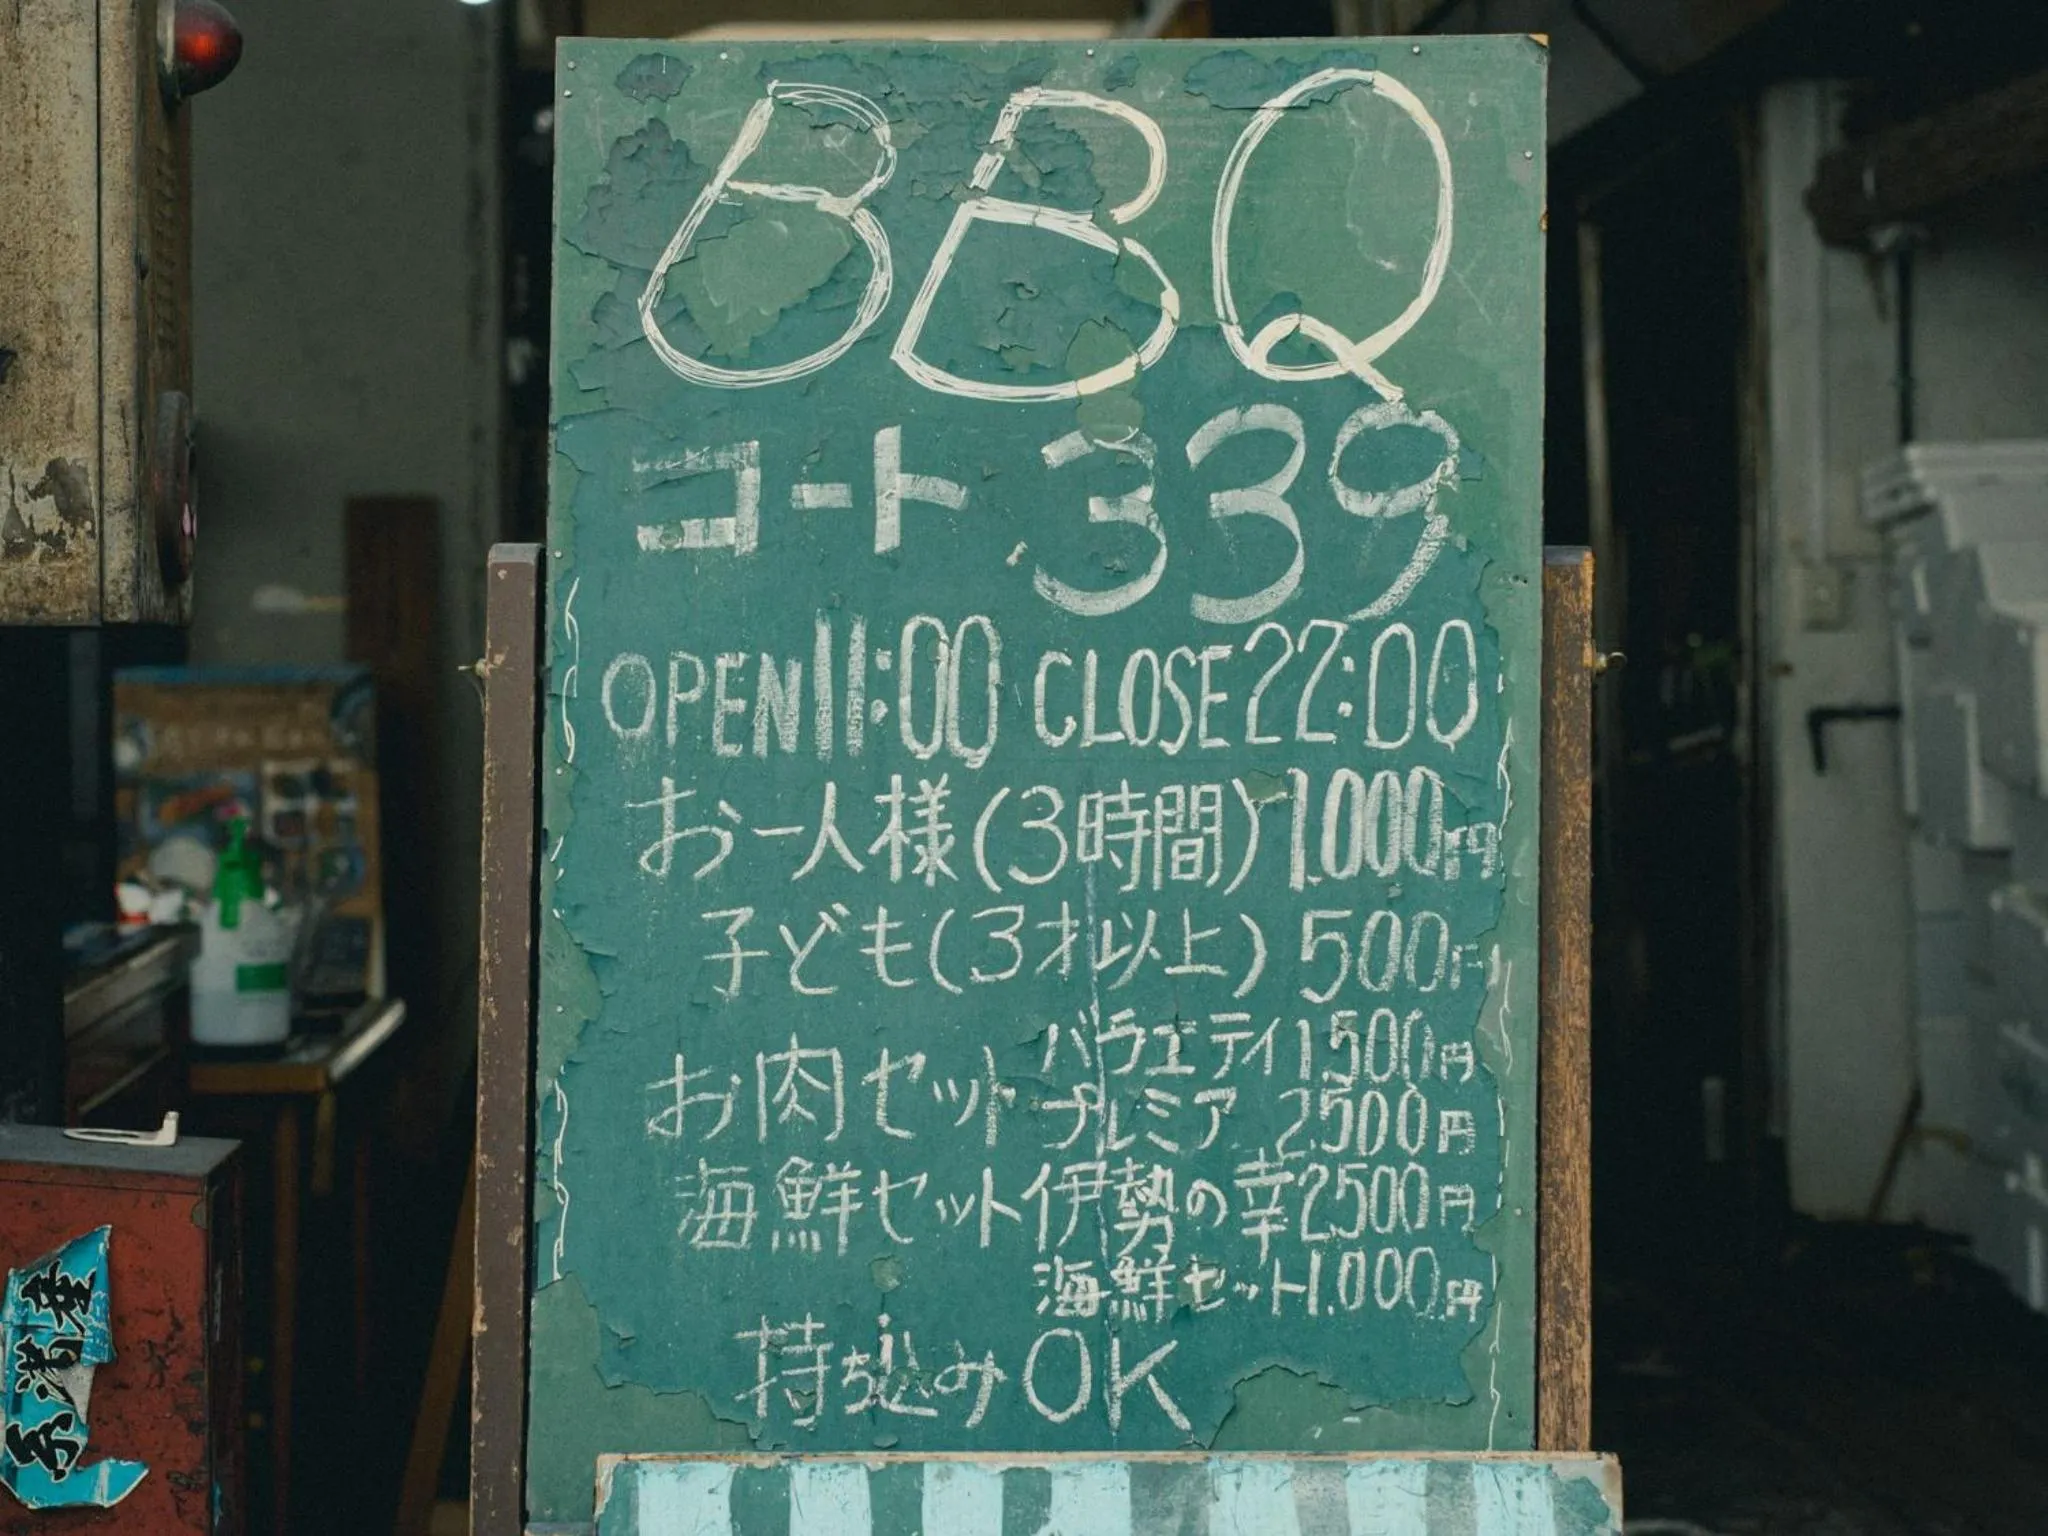 BBQ
コート339
OPEN11:00 CLOSE22:00
お一人様(3時間)1.000円
子ども(3才以上)500円
お肉セット バラエティ1.500円
プレミア 2.500円
海鮮セット伊勢の幸2.500円
海鮮セット1.000円
持ち込みOK